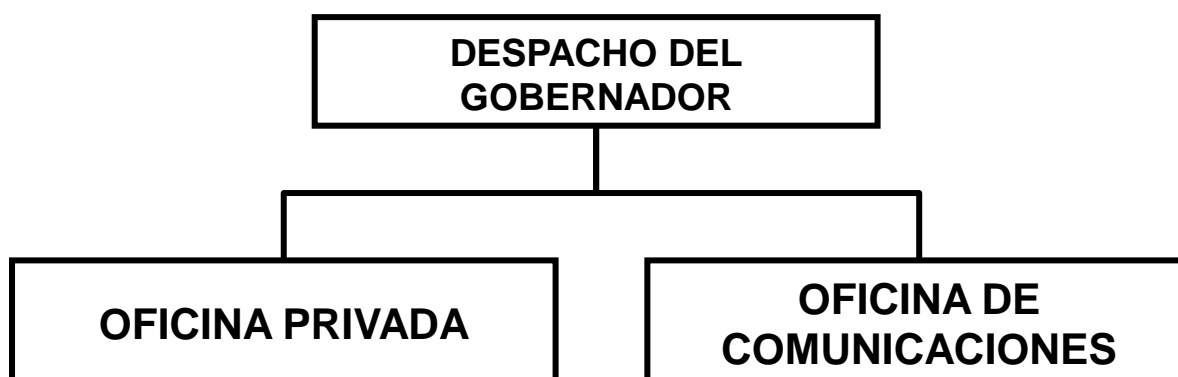 DESPACHO DEL
GOBERNADOR
OFICINA PRIVADA
OFICINA DE
COMUNICACIONES